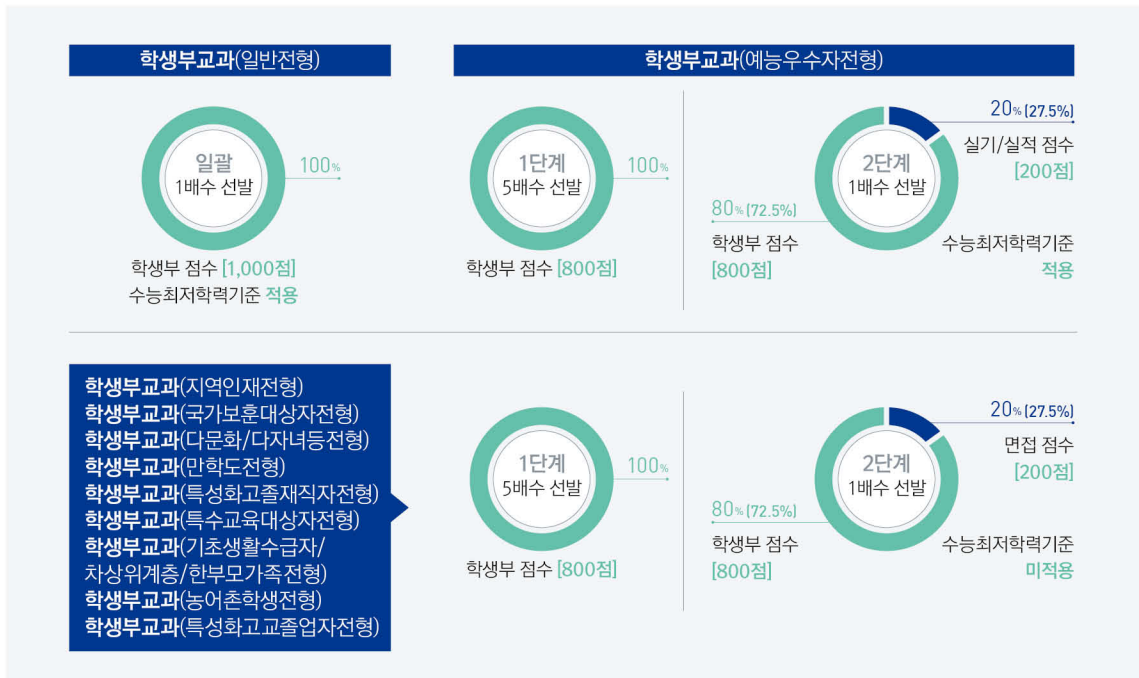 학생부교과(일반전형)
일괄
1배수 선발
100%
학생부 점수 [1,000점]
수능최저학력기준 적용
학생부교과(예능우수자전형)
1단계
5배수 선발
100%
학생부 점수 [800점]
2단계
1배수 선발
20% (27.5%)
실기/실적 점수
[200점]
80% (72.5%)
학생부 점수
[800점]
수능최저학력기준
적용
학생부교과(지역인재전형)
학생부교과(국가보훈대상자전형)
학생부교과(다문화/다자녀등전형)
학생부교과(만학도전형)
학생부교과(특성화고졸재직자전형)
학생부교과(특수교육대상자전형)
학생부교과(기초생활수급자/
차상위계층/한부모가족전형)
학생부교과(농어촌학생전형)
학생부교과(특성화고교졸업자전형)
1단계
5배수 선발
100%
학생부 점수 [800점]
2단계
1배수 선발
20% (27.5%)
면접 점수
[200점]
80% (72.5%)
학생부 점수
[800점]
수능최저학력기준
미적용